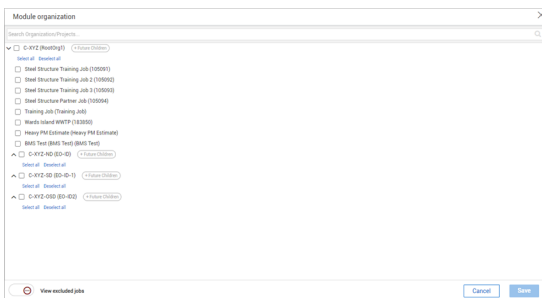 Module organization
Search Organization/Projects...
C-XYZ (RootOrg1) + Future Children
Select all Deselect all
Steel Structure Training Job (105091)
Steel Structure Training Job 2 (105092)
Steel Structure Training Job 3 (105093)
Steel Structure Partner Job (105094)
Training Job (Training Job)
Wards Island WWTP (183850)
Heavy PM Estimate (Heavy PM Estimate)
BMS Test (BMS Test) (BMS Test)
C-XYZ-ND (EO-ID) + Future Children
Select all Deselect all
C-XYZ-SD (EO-ID-1) + Future Children
Select all Deselect all
C-XYZ-OSD (EO-ID2) + Future Children
Select all Deselect all
View excluded jobs
Cancel Save